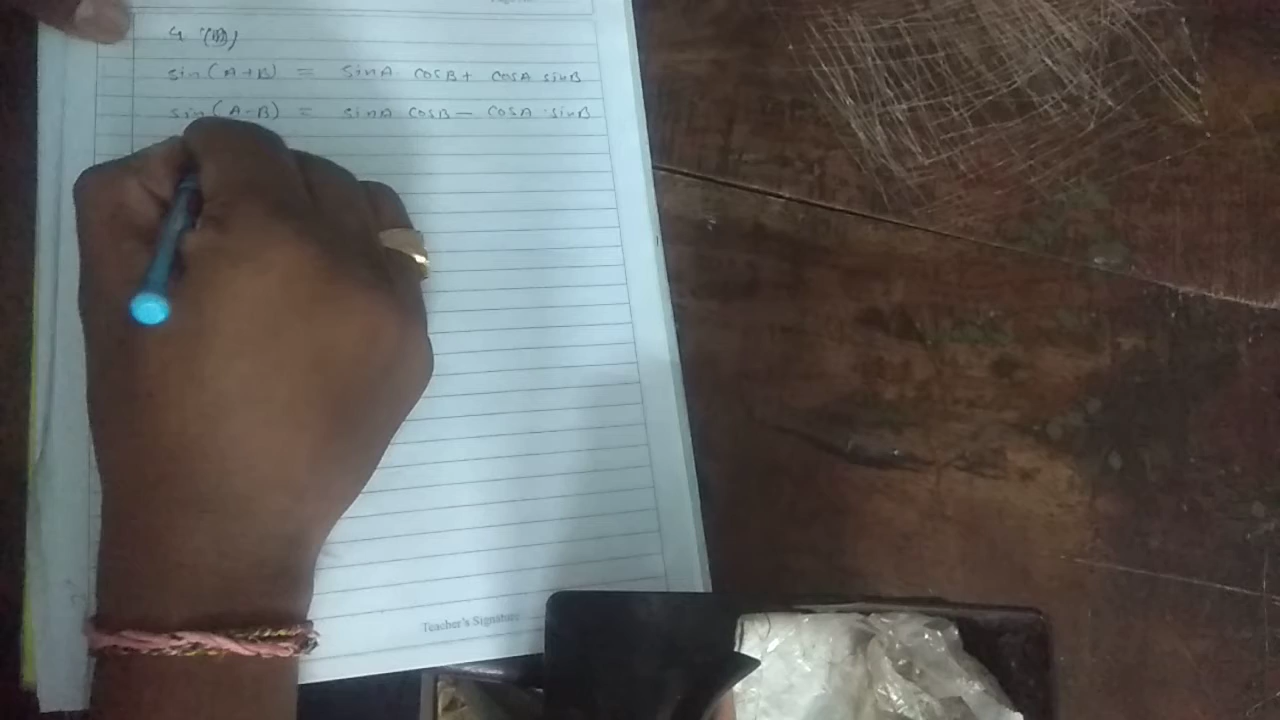 sin(A+B) = sinA cosB + cosA sinB
sin(A-B) = sinA cosB - cosA · sinB
Teacher's Signature